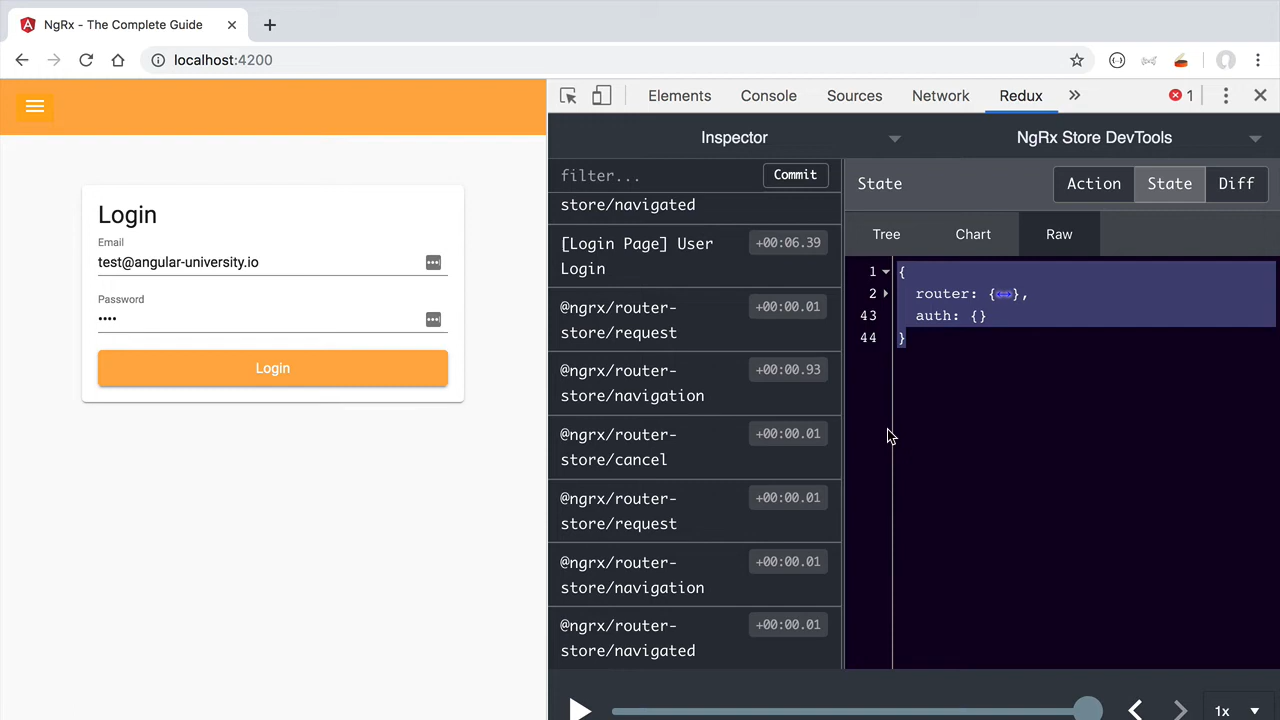 NgRx - The Complete Guide
localhost:4200
Elements Console Sources Network Redux » 1
Inspector
NgRx Store DevTools
Login
Email
test@angular-university.io
Password
••••
Login
filter...
Commit
store/navigated
[Login Page] User
Login
+00:06.39
@ngrx/router-
store/request
+00:00.01
@ngrx/router-
store/navigation
+00:00.93
@ngrx/router-
store/cancel
+00:00.01
@ngrx/router-
store/request
+00:00.01
@ngrx/router-
store/navigation
+00:00.01
@ngrx/router-
store/navigated
+00:00.01
State
Action State Diff
Tree Chart Raw
1 {
2 router: {↔},
43 auth: {}
44 }
1x